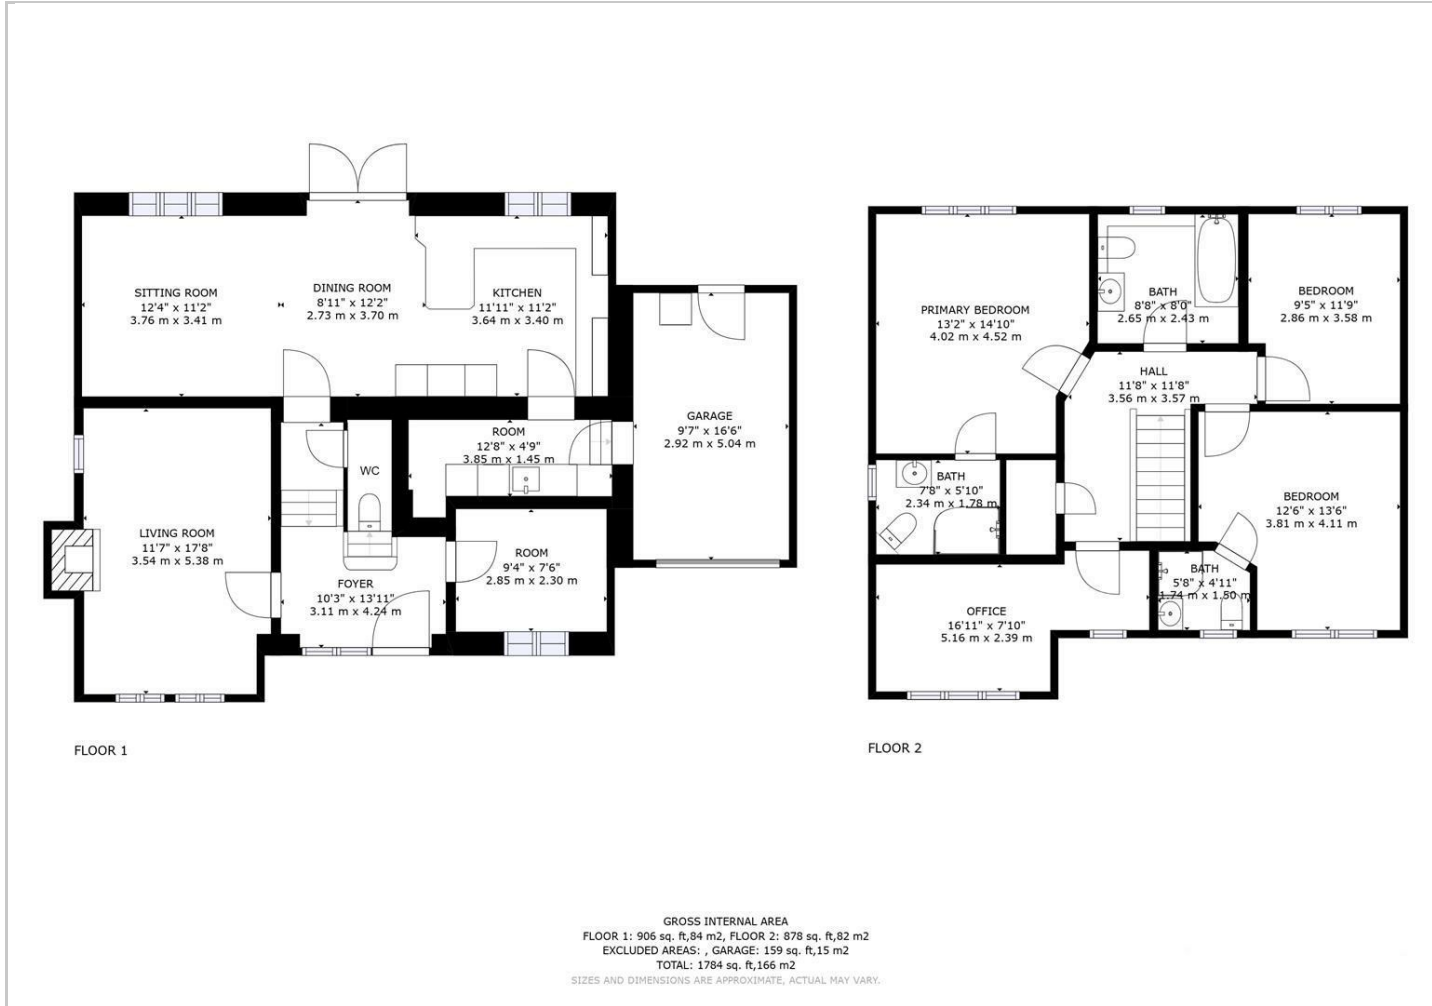 SITTING ROOM
12'4" x 11'2"
3.76 m x 3.41 m
DINING ROOM
8'11" x 12'2"
2.73 m x 3.70 m
KITCHEN
11'11" x 11'2"
3.64 m x 3.40 m
GARAGE
9'7" x 16'6"
2.92 m x 5.04 m
ROOM
12'8" x 4'9"
3.85 m x 1.45 m
WC
LIVING ROOM
11'7" x 17'8"
3.54 m x 5.38 m
ROOM
9'4" x 7'6"
2.85 m x 2.30 m
FOYER
10'3" x 13'11"
3.11 m x 4.24 m
FLOOR 1
PRIMARY BEDROOM
13'2" x 14'10"
4.02 m x 4.52 m
BATH
8'8" x 8'0"
2.65 m x 2.43 m
BEDROOM
9'5" x 11'9"
2.86 m x 3.58 m
HALL
11'8" x 11'8"
3.56 m x 3.57 m
BATH
7'8" x 5'10"
2.34 m x 1.78 m
BEDROOM
12'6" x 13'6"
3.81 m x 4.11 m
BATH
5'8" x 4'11"
1.74 m x 1.50 m
OFFICE
16'11" x 7'10"
5.16 m x 2.39 m
FLOOR 2
GROSS INTERNAL AREA
FLOOR 1: 906 sq. ft,84 m2, FLOOR 2: 878 sq. ft,82 m2
EXCLUDED AREAS: , GARAGE: 159 sq. ft,15 m2
TOTAL: 1784 sq. ft,166 m2
SIZES AND DIMENSIONS ARE APPROXIMATE, ACTUAL MAY VARY.